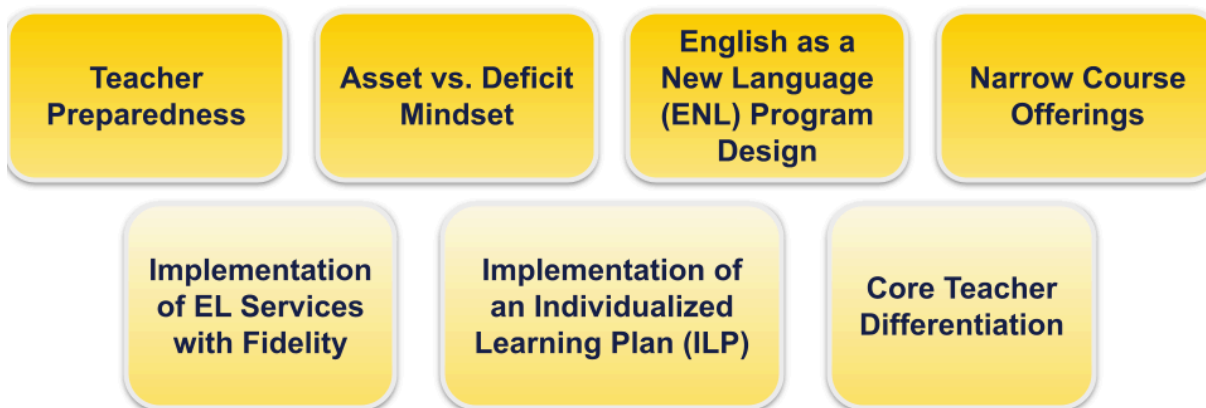 Teacher
Preparedness
Asset vs. Deficit
Mindset
English as a
New Language
(ENL) Program
Design
Narrow Course
Offerings
Implementation
of EL Services
with Fidelity
Implementation of
an Individualized
Learning Plan (ILP)
Core Teacher
Differentiation